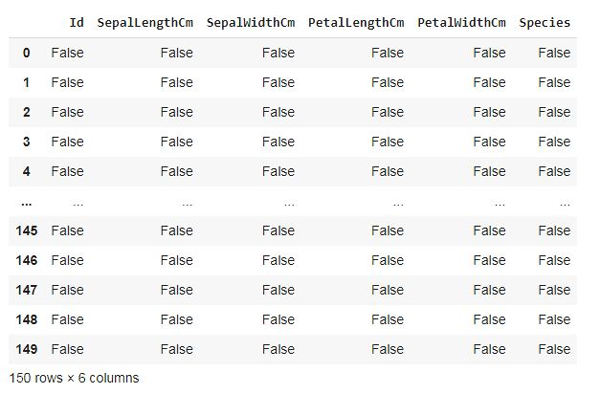 Id SepalLengthCm SepalWidthCm PetalLengthCm PetalWidthCm Species
0 False False False False False False
1 False False False False False False
2 False False False False False False
3 False False False False False False
4 False False False False False False
... ... ... ... ... ... ...
145 False False False False False False
146 False False False False False False
147 False False False False False False
148 False False False False False False
149 False False False False False False
150 rows × 6 columns